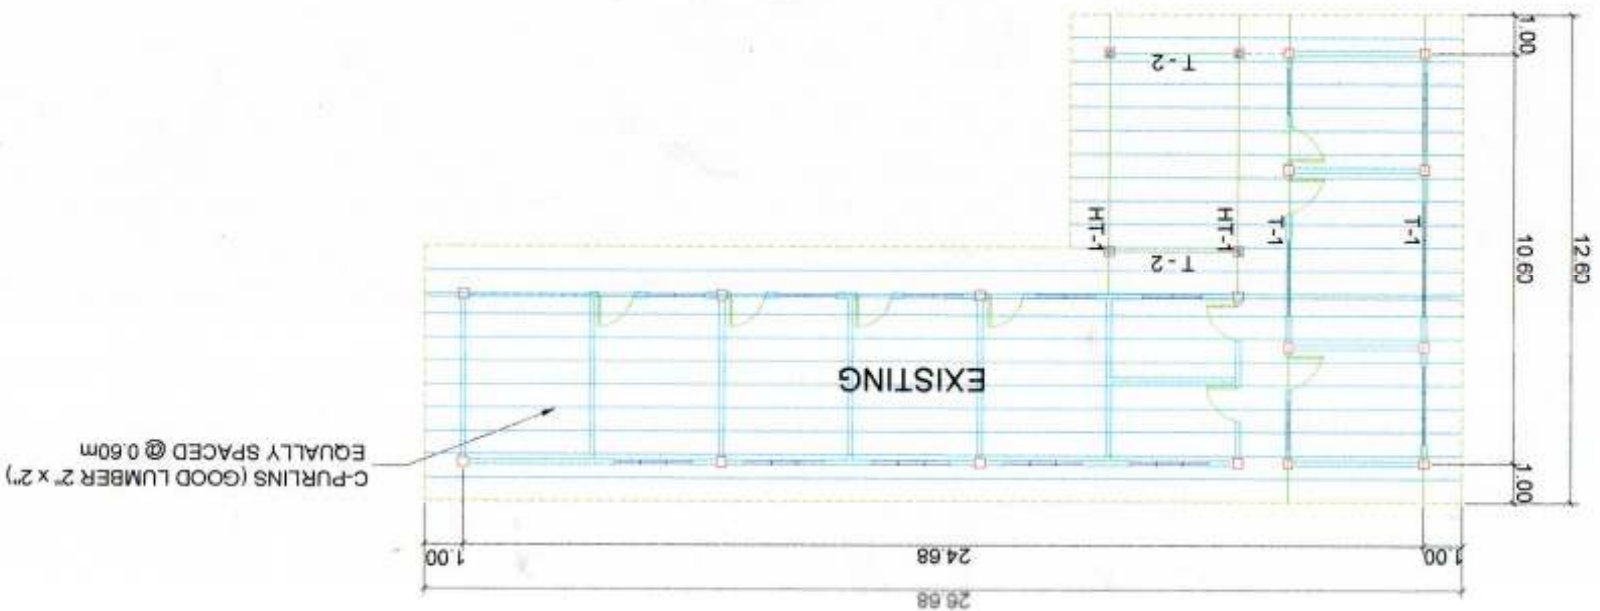 26.68
1.00 24.68 1.00
1.00
C-PURLINS (GOOD LUMBER 2" x 2")
EQUALLY SPACED @ 0.60m
EXISTING
T - 2
12.60
10.60
T-1
T-1
HT-1
HT-1
T - 2
1.00